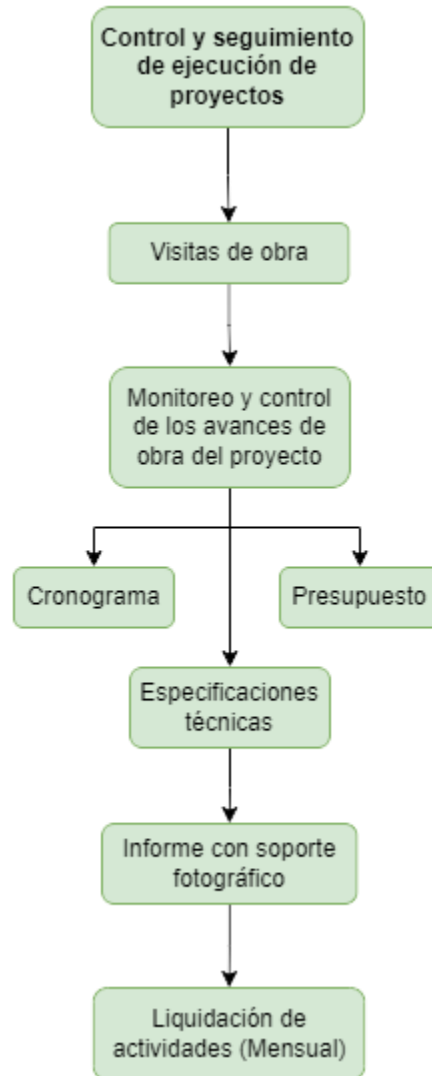 Control y seguimiento
de ejecución de
proyectos
Visitas de obra
Monitoreo y control
de los avances de
obra del proyecto
Cronograma
Presupuesto
Especificaciones
técnicas
Informe con soporte
fotográfico
Liquidación de
actividades (Mensual)